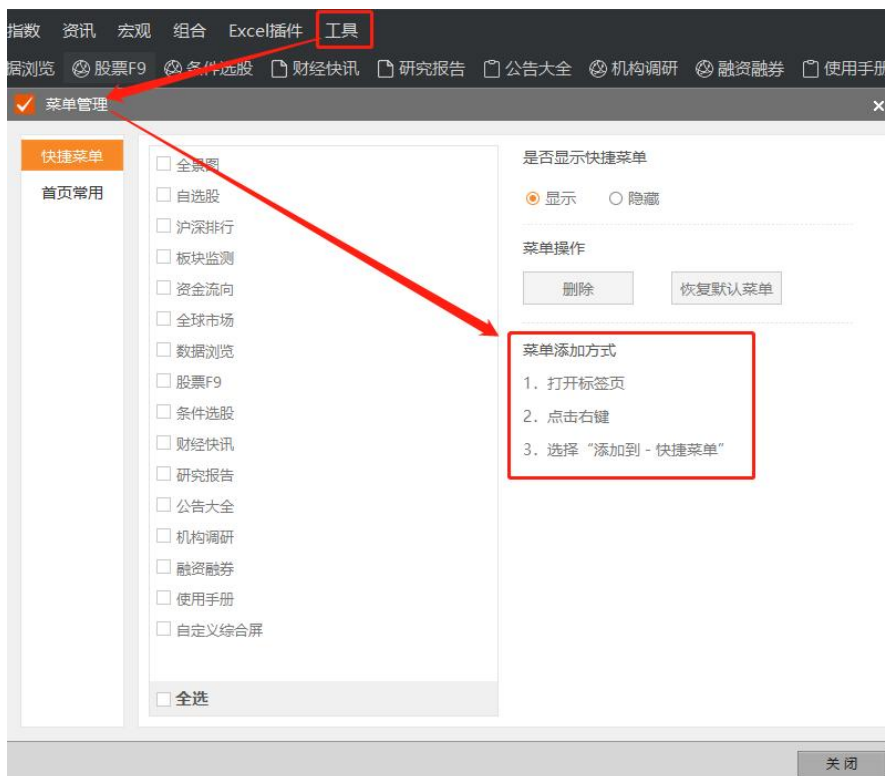 指数 资讯 宏观 组合 Excel插件 工具
据浏览 股票F9 条件选股 财经快讯 研究报告 公告大全 机构调研 融资融券 使用手册
菜单管理
快捷菜单
首页常用
全景图
自选股
沪深排行
板块监测
资金流向
全球市场
数据浏览
股票F9
条件选股
财经快讯
研究报告
公告大全
机构调研
融资融券
使用手册
自定义综合屏
全选
是否显示快捷菜单
显示 隐藏
菜单操作
删除 恢复默认菜单
菜单添加方式
1. 打开标签页
2. 点击右键
3. 选择“添加到-快捷菜单”
关闭